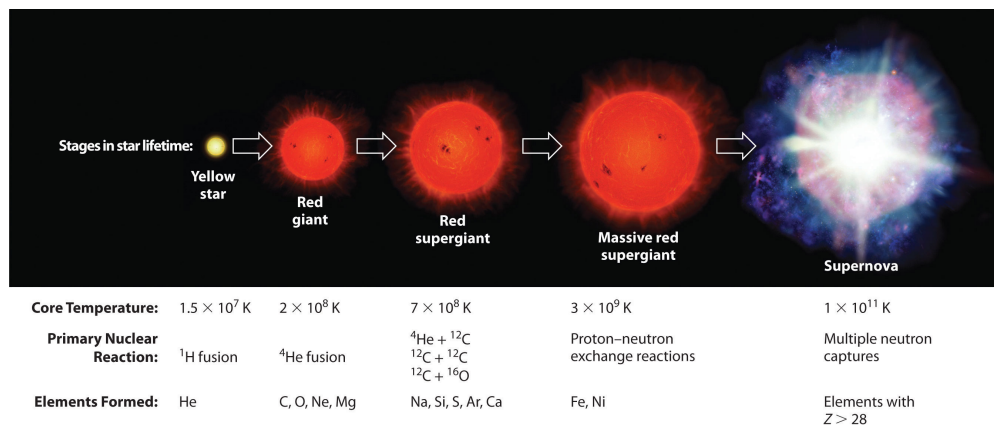 Stages in star lifetime:
Yellow
star
Red
giant
Red
supergiant
Massive red
supergiant
Supernova
Core Temperature: 1.5 × 10⁷ K 2 × 10⁸ K 7 × 10⁸ K 3 × 10⁹ K 1 × 10¹¹ K
Primary Nuclear
Reaction:
¹H fusion
⁴He fusion
⁴He + ¹²C
¹²C + ¹²C
¹²C + ¹⁶O
Proton–neutron
exchange reactions
Multiple neutron
captures
Elements Formed: He C, O, Ne, Mg Na, Si, S, Ar, Ca Fe, Ni Elements with
Z > 28